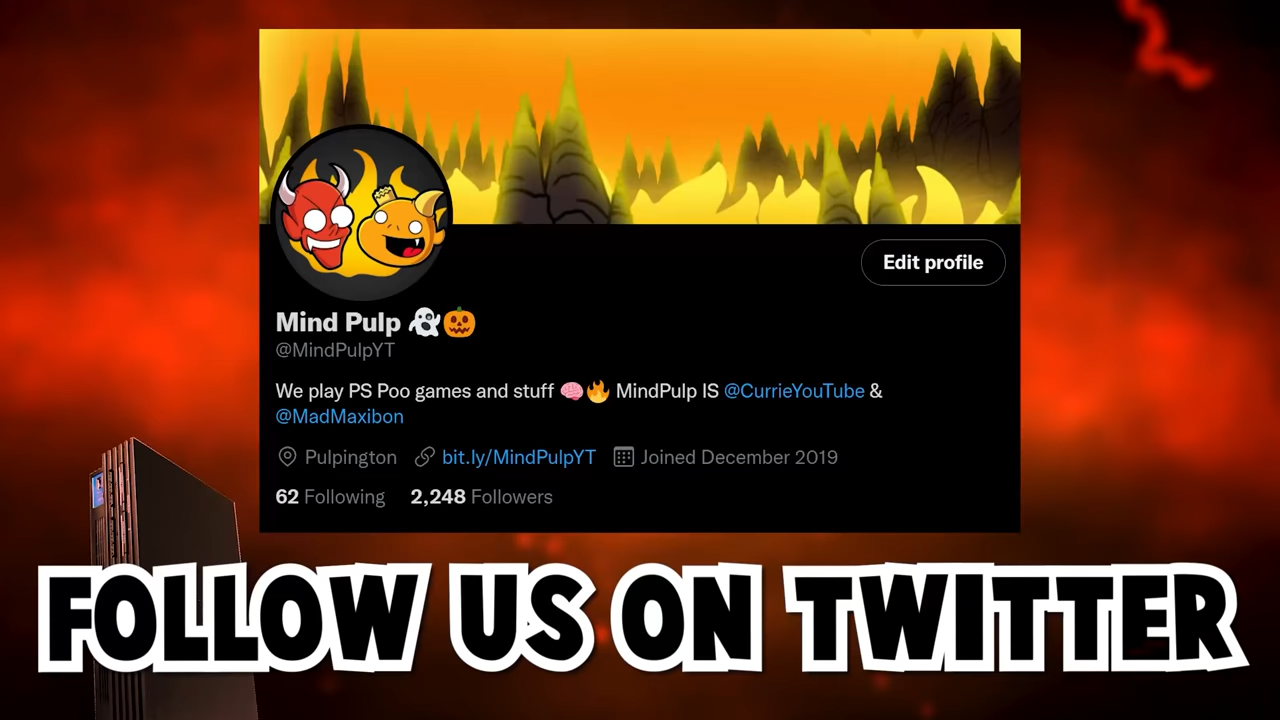 Edit profile
Mind Pulp 👻🎃
@MindPulpYT
We play PS Poo games and stuff 🧠🔥 MindPulp IS @CurrieYouTube &
@MadMaxibon
Pulpington bit.ly/MindPulpYT Joined December 2019
62 Following 2,248 Followers
FOLLOW US ON TWITTER